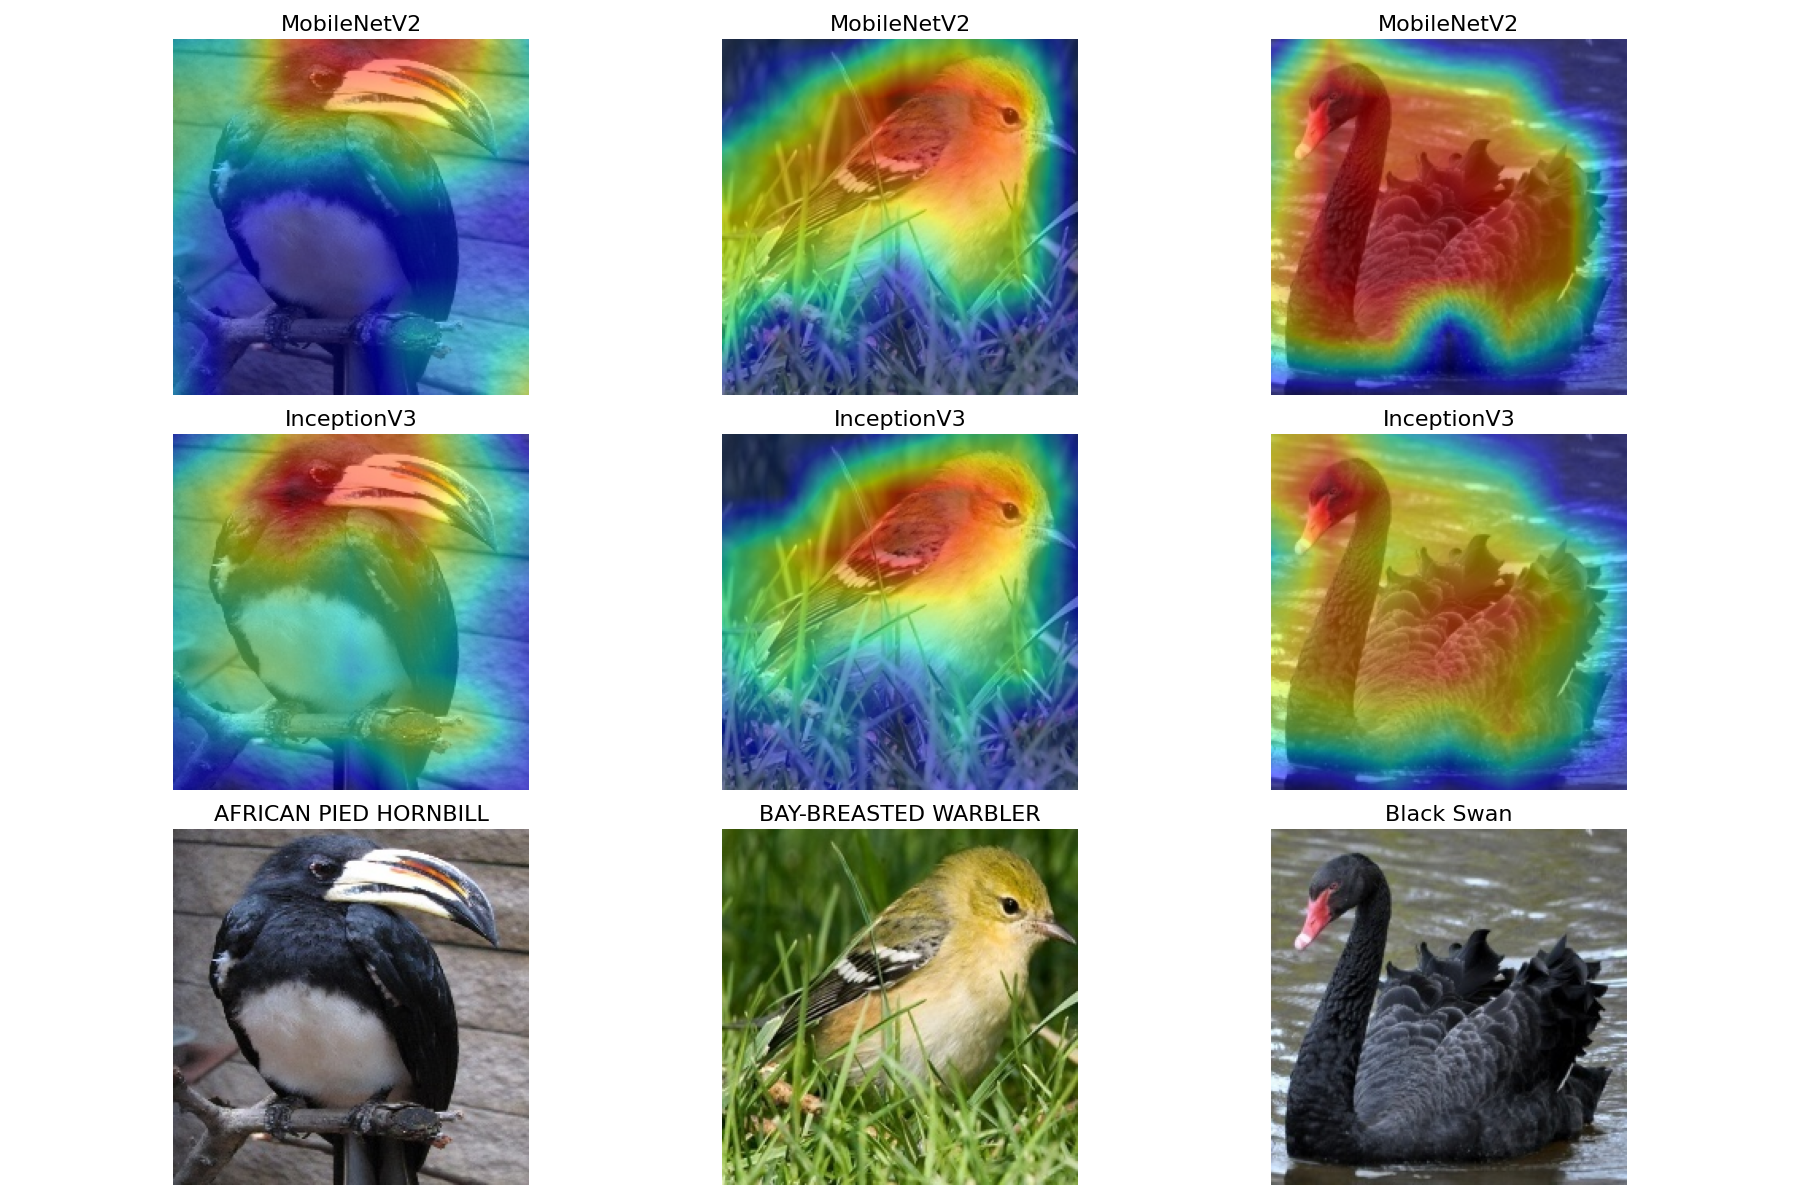 MobileNetV2
MobileNetV2
MobileNetV2
InceptionV3
InceptionV3
InceptionV3
AFRICAN PIED HORNBILL
BAY-BREASTED WARBLER
Black Swan